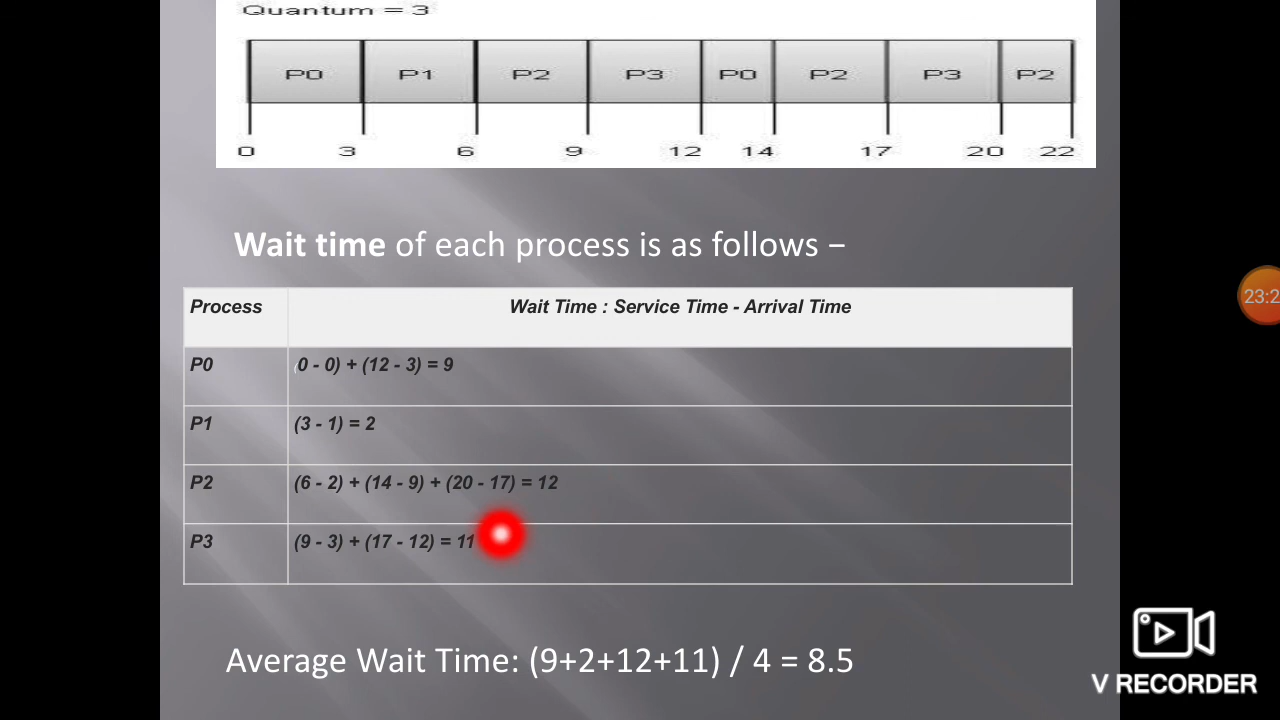 Quantum = 3
P0 P1 P2 P3 P0 P2 P3 P2
0 3 6 9 12 14 17 20 22
Wait time of each process is as follows –
Process Wait Time : Service Time - Arrival Time
P0 (0 - 0) + (12 - 3) = 9
P1 (3 - 1) = 2
P2 (6 - 2) + (14 - 9) + (20 - 17) = 12
P3 (9 - 3) + (17 - 12) = 11
Average Wait Time: (9+2+12+11) / 4 = 8.5
23:2
V RECORDER